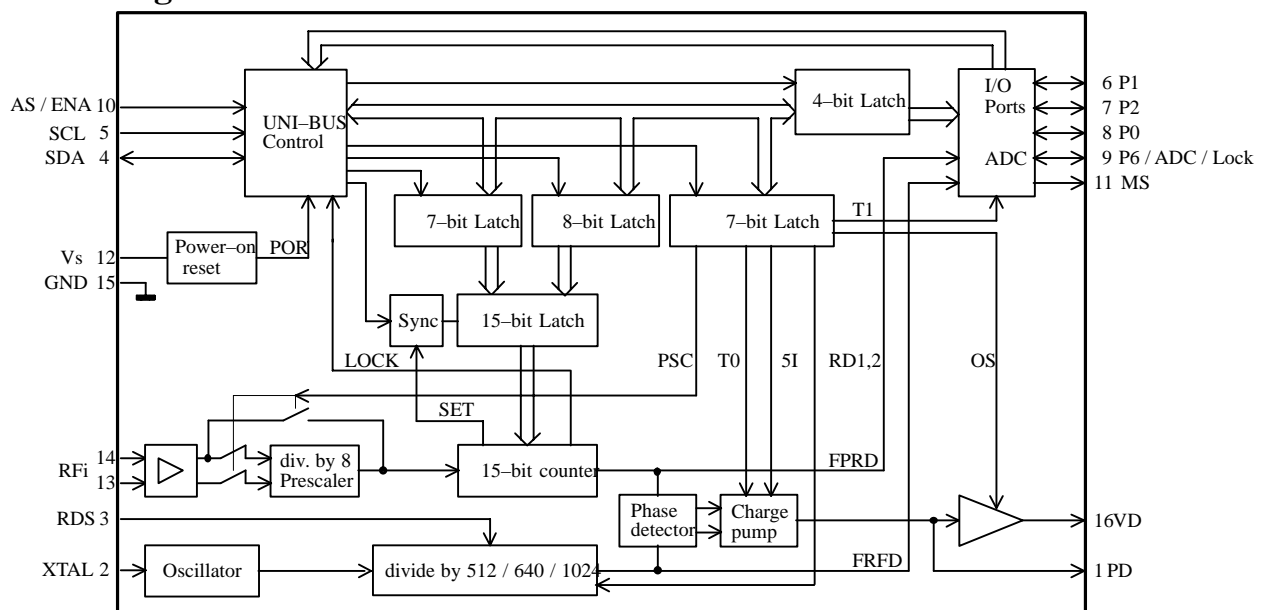 AS / ENA 10
SCL 5
SDA 4
Vs 12
GND 15
RFi 14
13
RDS 3
XTAL 2
UNI–BUS
Control
4–bit Latch
I/O
Ports
ADC
6 P1
7 P2
8 P0
9 P6 / ADC / Lock
11 MS
7–bit Latch
8–bit Latch
7–bit Latch
T1
Power–on
reset
POR
Sync
15–bit Latch
LOCK
PSC
T0
5I
RD1,2
OS
SET
div. by 8
Prescaler
15–bit counter
FPRD
Phase
detector
Charge
pump
16VD
Oscillator
divide by 512 / 640 / 1024
FRFD
1 PD